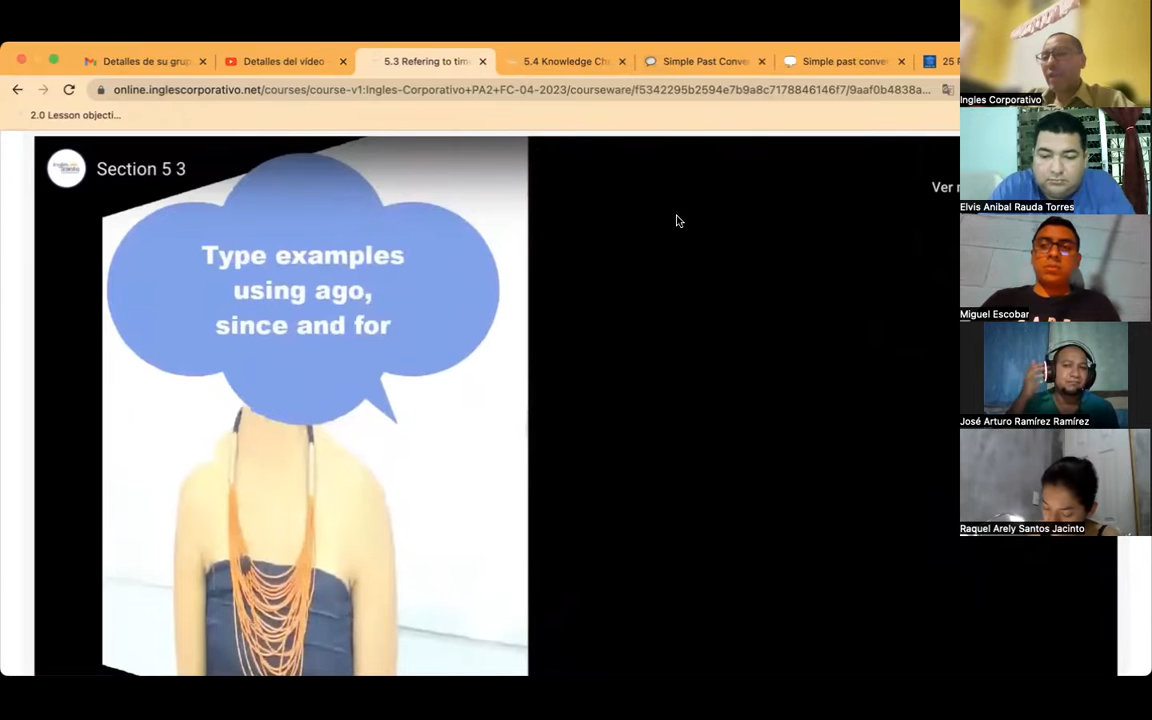 Detalles de su grup
Detalles del vídeo
5.3 Refering to tim
5.4 Knowledge Ch
Simple Past Conve
Simple past conve
25 F
online.inglescorporativo.net/courses/course-v1:Ingles-Corporativo+PA2+FC-04-2023/courseware/f5342295b2594e7b9a8c7178846146f7/9aaf0b4838a...
2.0 Lesson objecti...
Section 5 3
Ver
Type examples
using ago,
since and for
Ingles Corporativo
Elvis Anibal Rauda Torres
Miguel Escobar
José Arturo Ramírez Ramírez
Raquel Arely Santos Jacinto